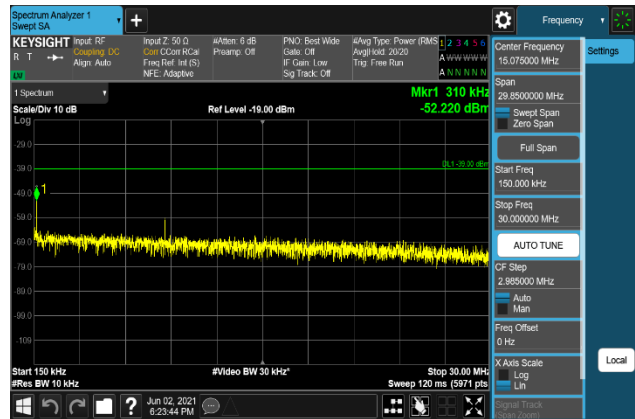 Spectrum Analyzer 1
Swept SA
Frequency
KEYSIGHT
R T
LW
Input: RF
Coupling: DC
Align: Auto
Input Z: 50 Ω
Corr CCorr RCal
Freq Ref: Int (S)
NFE: Adaptive
#Atten: 6 dB
Preamp: Off
PNO: Best Wide
Gate: Off
IF Gain: Low
Sig Track: Off
#Avg Type: Power (RMS
Avg|Hold: 20/20
Trig: Free Run
1 2 3 4 5 6
A WW WW W
A N N N N N
1 Spectrum
Scale/Div 10 dB
Log
Ref Level -19.00 dBm
Mkr1 310 kHz
-52.220 dBm
-29.0
-39.0
-49.0
-59.0
-69.0
-79.0
-89.0
-99.0
-109
DL1 -39.00 dBm
1
Start 150 kHz
#Res BW 10 kHz
#Video BW 30 kHz*
Stop 30.00 MHz
Sweep 120 ms (5971 pts
Center Frequency
15.075000 MHz
Span
29.8500000 MHz
Swept Span
Zero Span
Full Span
Start Freq
150.000 kHz
Stop Freq
30.000000 MHz
AUTO TUNE
CF Step
2.985000 MHz
Auto
Man
Freq Offset
0 Hz
X Axis Scale
Log
Lin
Signal Track
(Span Zoom)
Settings
Local
?
Jun 02, 2021
6:23:44 PM